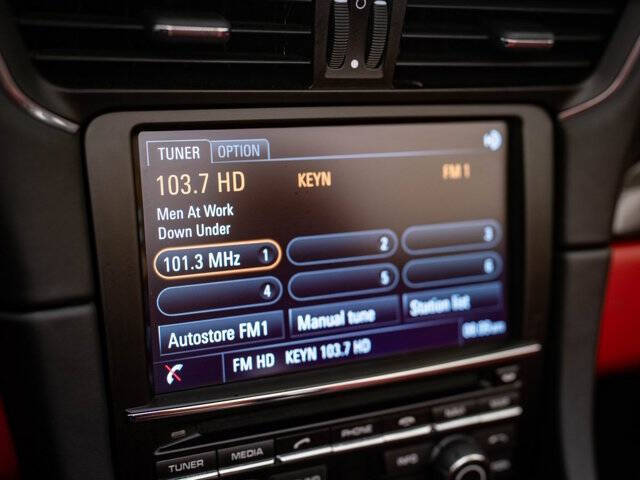 TUNER OPTION
103.7 HD KEYN FM 1
Men At Work
Down Under
101.3 MHz 1 2 3
4 5 6
Autostore FM1 Manual tune Station list
FM HD KEYN 103.7 HD
TUNER MEDIA PHONE
INFO